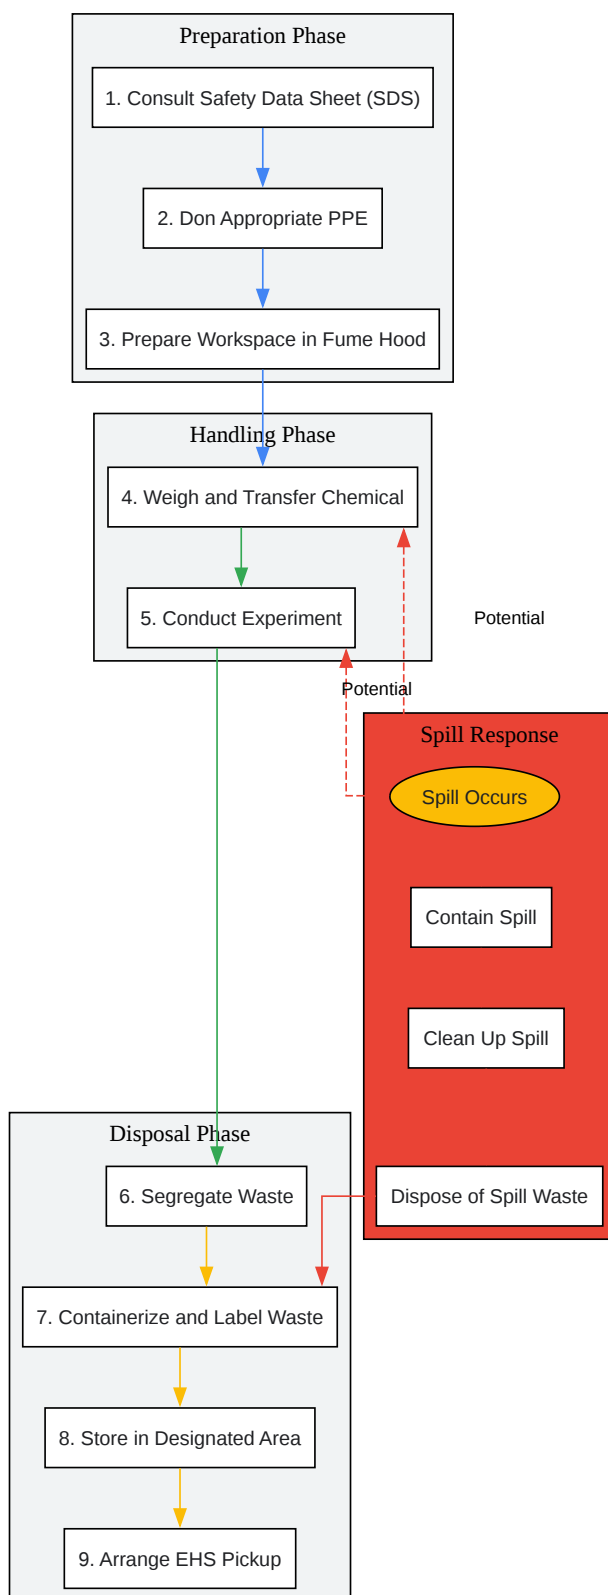 Preparation Phase
1. Consult Safety Data Sheet (SDS)
2. Don Appropriate PPE
3. Prepare Workspace in Fume Hood
Handling Phase
4. Weigh and Transfer Chemical
5. Conduct Experiment
Potential
Potential
Spill Response
Spill Occurs
Contain Spill
Clean Up Spill
Dispose of Spill Waste
Disposal Phase
6. Segregate Waste
7. Containerize and Label Waste
8. Store in Designated Area
9. Arrange EHS Pickup